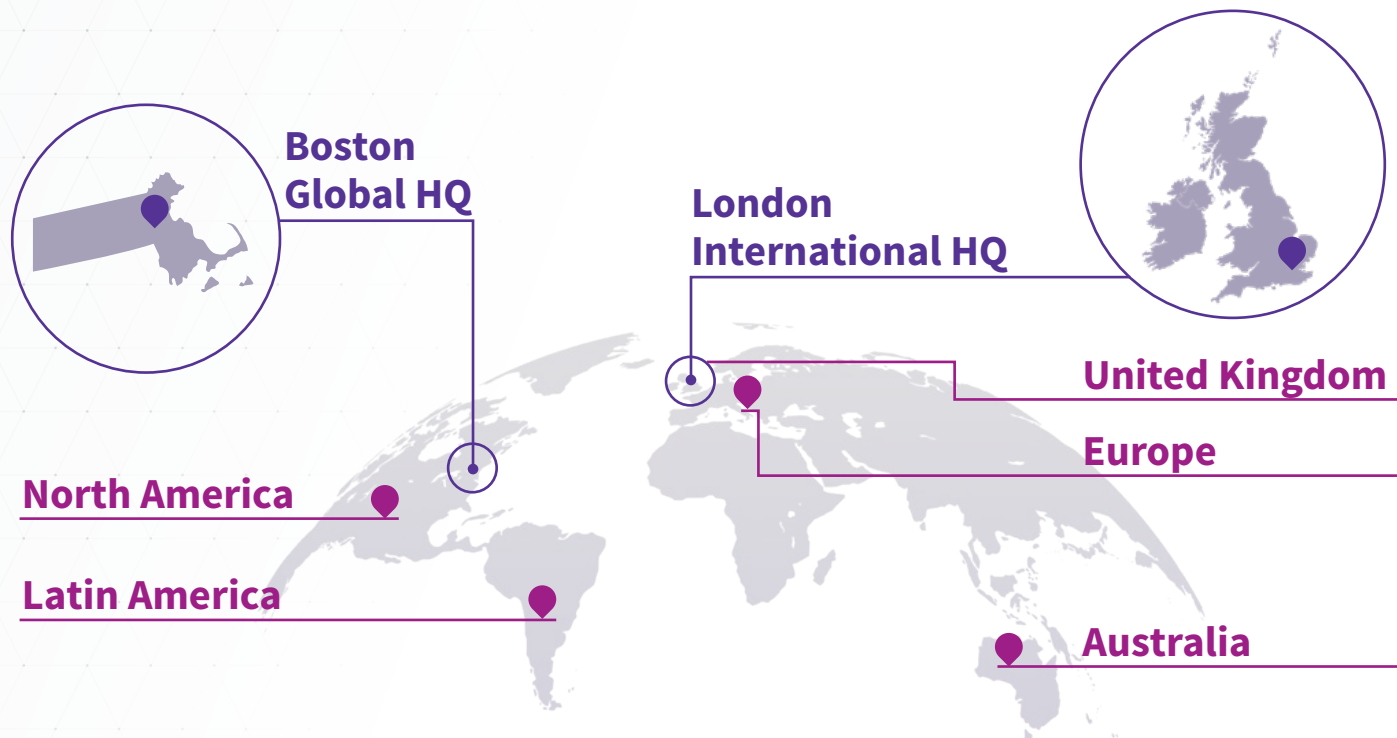 Boston
Global HQ
London
International HQ
United Kingdom
Europe
North America
Latin America
Australia